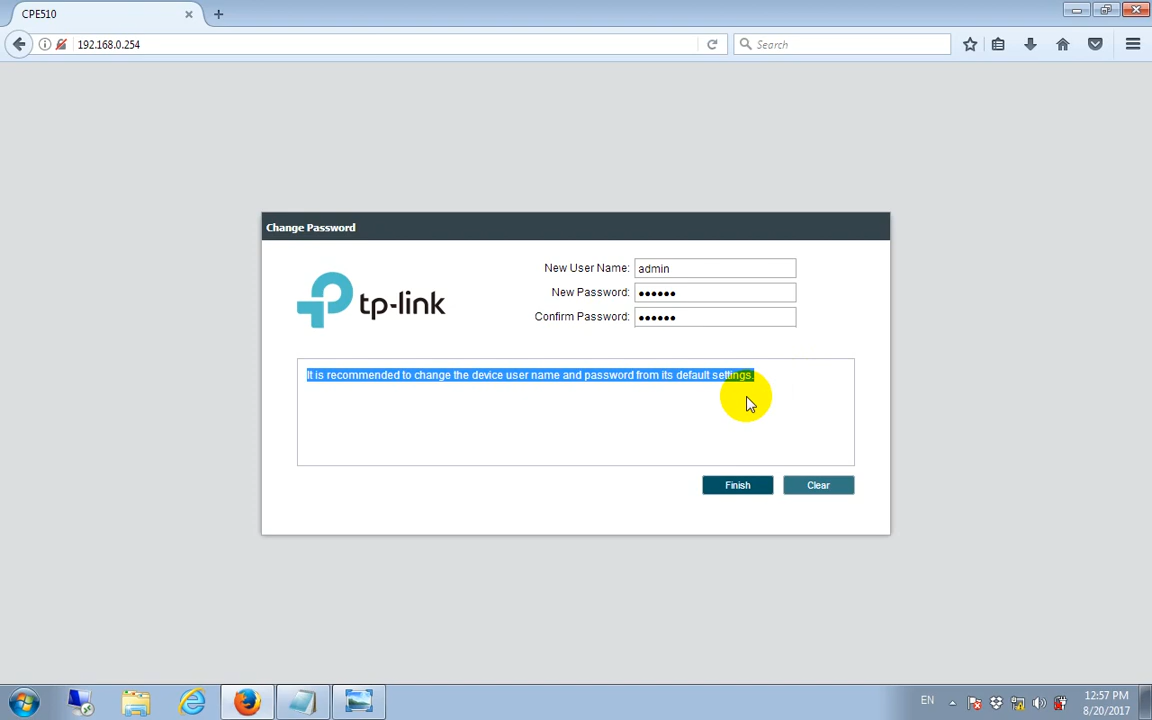 CPE510
192.168.0.254
Search
Change Password
tp-link
New User Name: admin
New Password: ●●●●●●
Confirm Password: ●●●●●●
It is recommended to change the device user name and password from its default settings.
Finish
Clear
EN
12:57 PM
8/20/2017